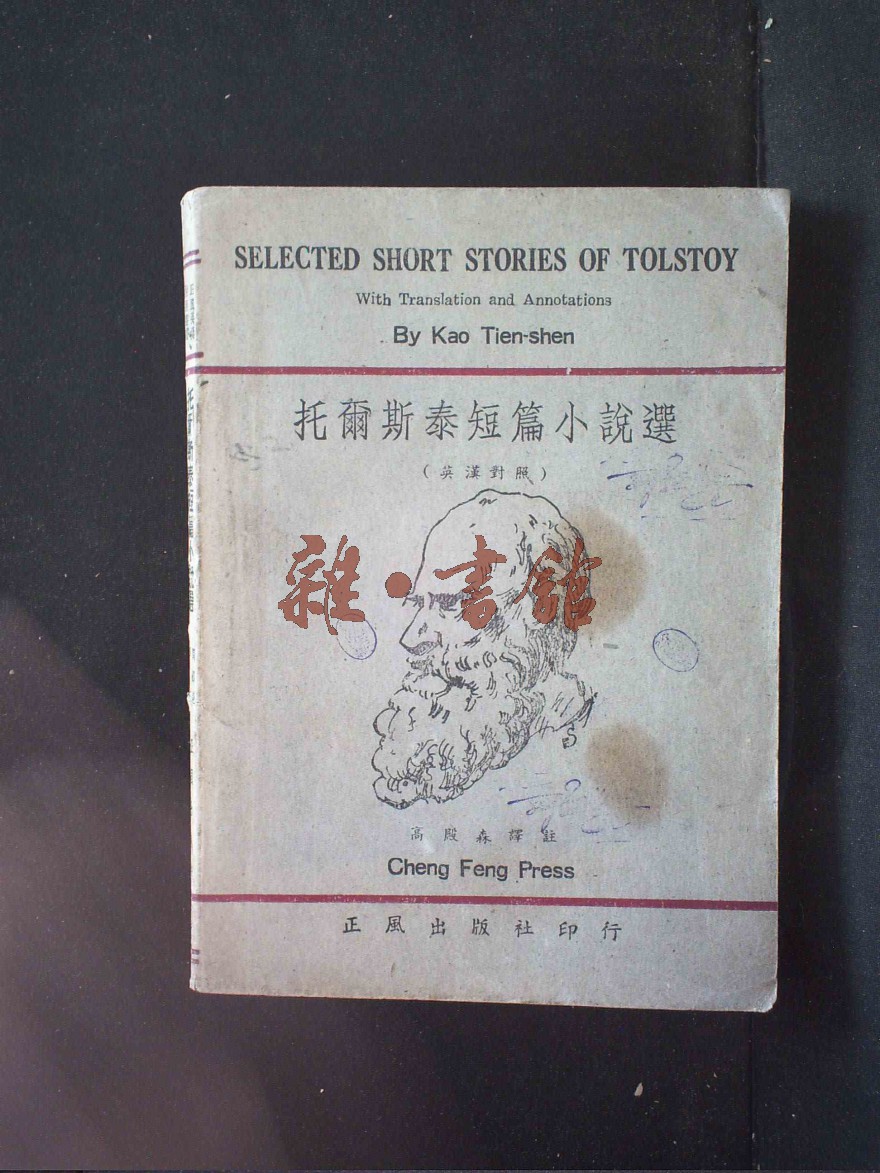 SELECTED SHORT STORIES OF TOLSTOY
With Translation and Annotations
By Kao Tien-shen
托爾斯泰短篇小說選
(英漢對照)
雜·書館
高殿森譯註
Cheng Feng Press
正風出版社印行